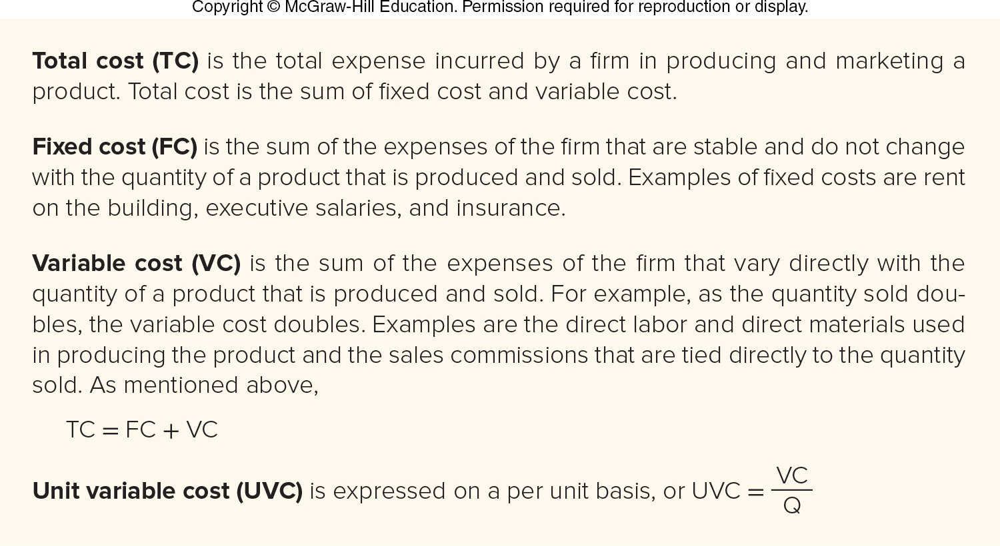 Copyright © McGraw-Hill Education. Permission required for reproduction or display.
Total cost (TC) is the total expense incurred by a firm in producing and marketing a
product. Total cost is the sum of fixed cost and variable cost.
Fixed cost (FC) is the sum of the expenses of the firm that are stable and do not change
with the quantity of a product that is produced and sold. Examples of fixed costs are rent
on the building, executive salaries, and insurance.
Variable cost (VC) is the sum of the expenses of the firm that vary directly with the
quantity of a product that is produced and sold. For example, as the quantity sold dou-
bles, the variable cost doubles. Examples are the direct labor and direct materials used
in producing the product and the sales commissions that are tied directly to the quantity
sold. As mentioned above,
TC = FC + VC
Unit variable cost (UVC) is expressed on a per unit basis, or UVC = VC
Q